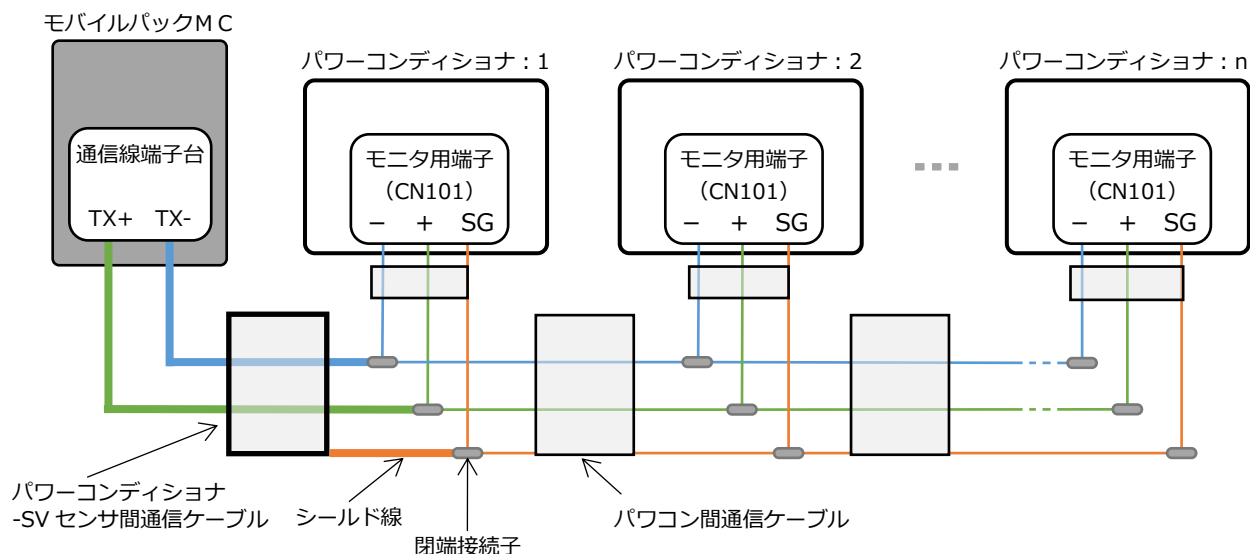 モバイルパックMC
パワーコンディショナ:1
パワーコンディショナ:2
パワーコンディショナ:n
通信線端子台
TX+ TX-
モニタ用端子
(CN101)
− + SG
モニタ用端子
(CN101)
− + SG
モニタ用端子
(CN101)
− + SG
パワーコンディショナ
-SVセンサ間通信ケーブル
シールド線
閉端接続子
パワコン間通信ケーブル